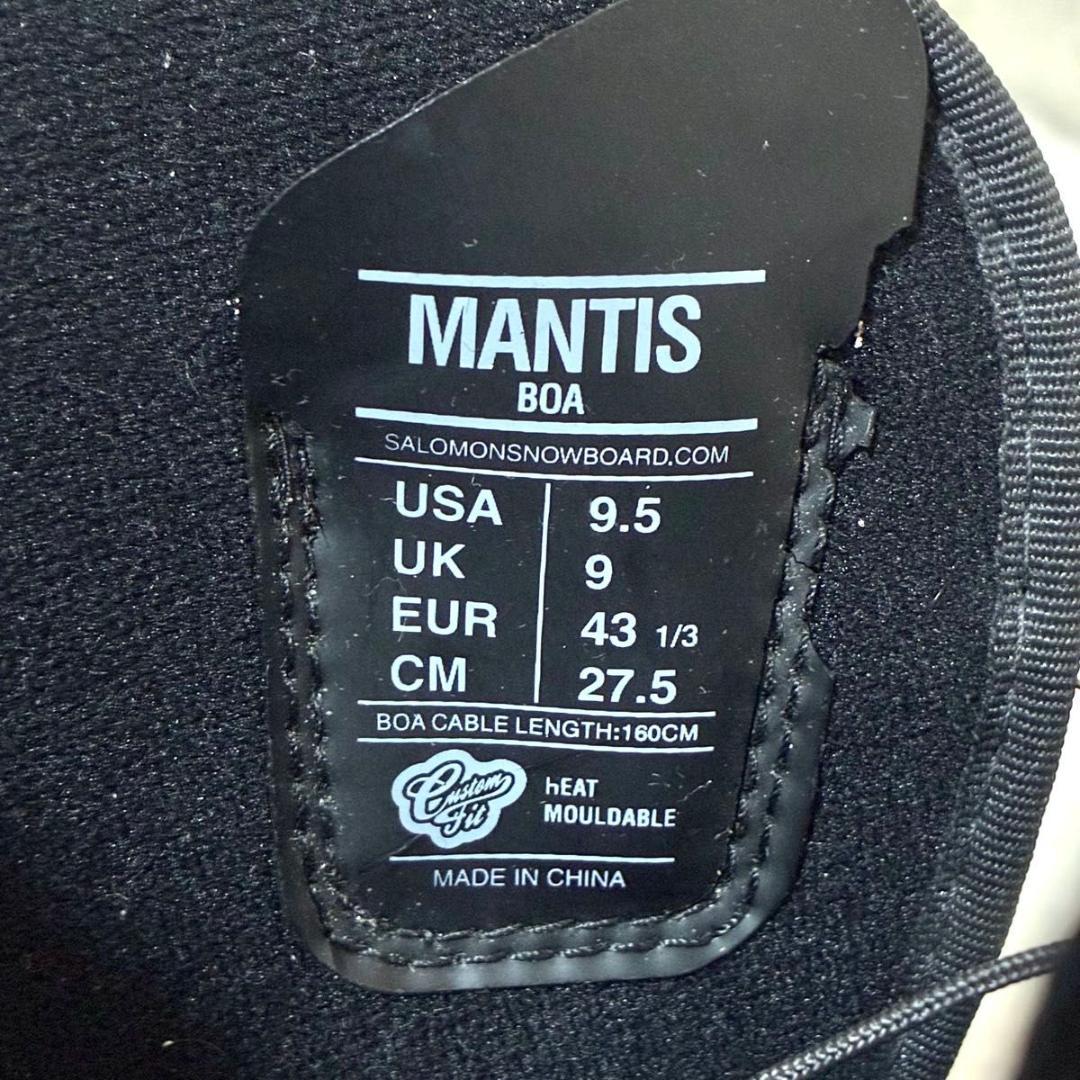 MANTIS
BOA
SALOMONSNOWBOARD.COM
USA 9.5
UK 9
EUR 43 1/3
CM 27.5
BOA CABLE LENGTH:160CM
Custom
Fit
hEAT
MOULDABLE
MADE IN CHINA